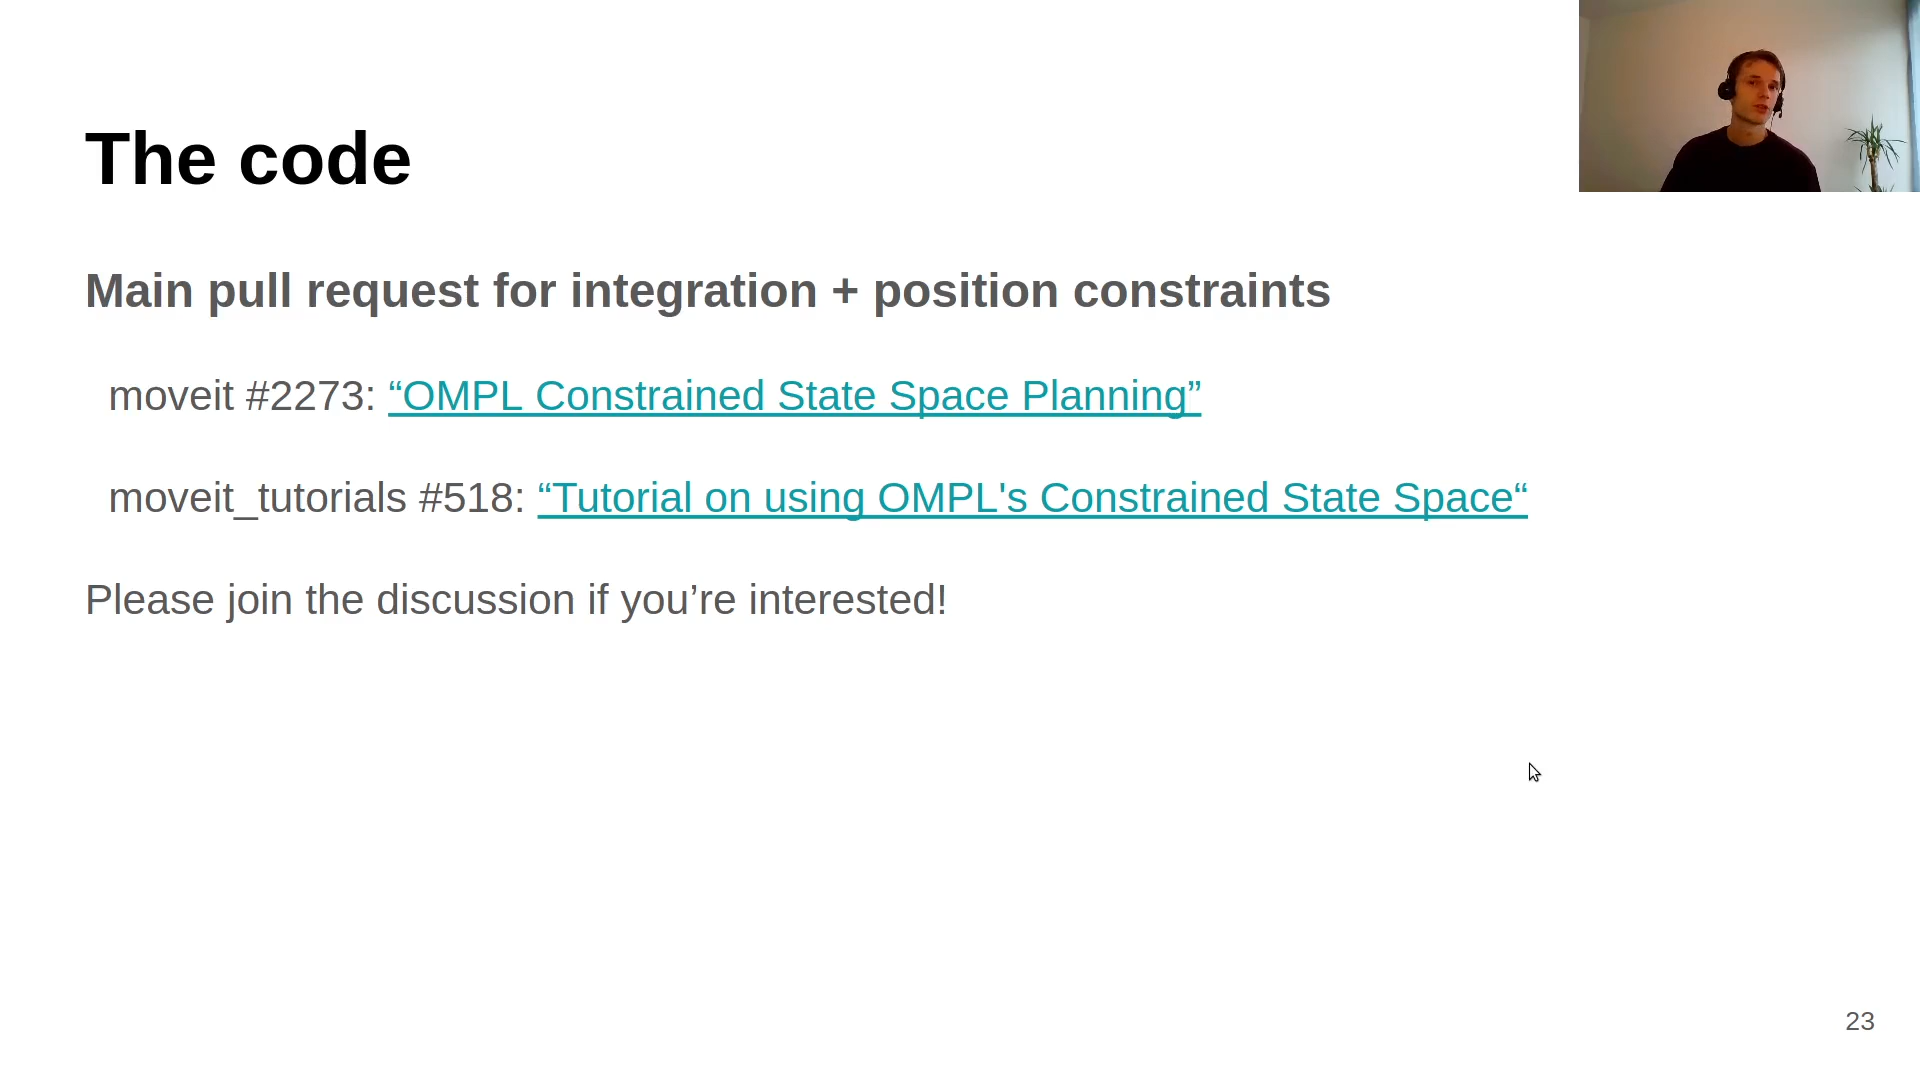 The code
Main pull request for integration + position constraints
moveit #2273: “OMPL Constrained State Space Planning”
moveit_tutorials #518: “Tutorial on using OMPL's Constrained State Space“
Please join the discussion if you’re interested!
23